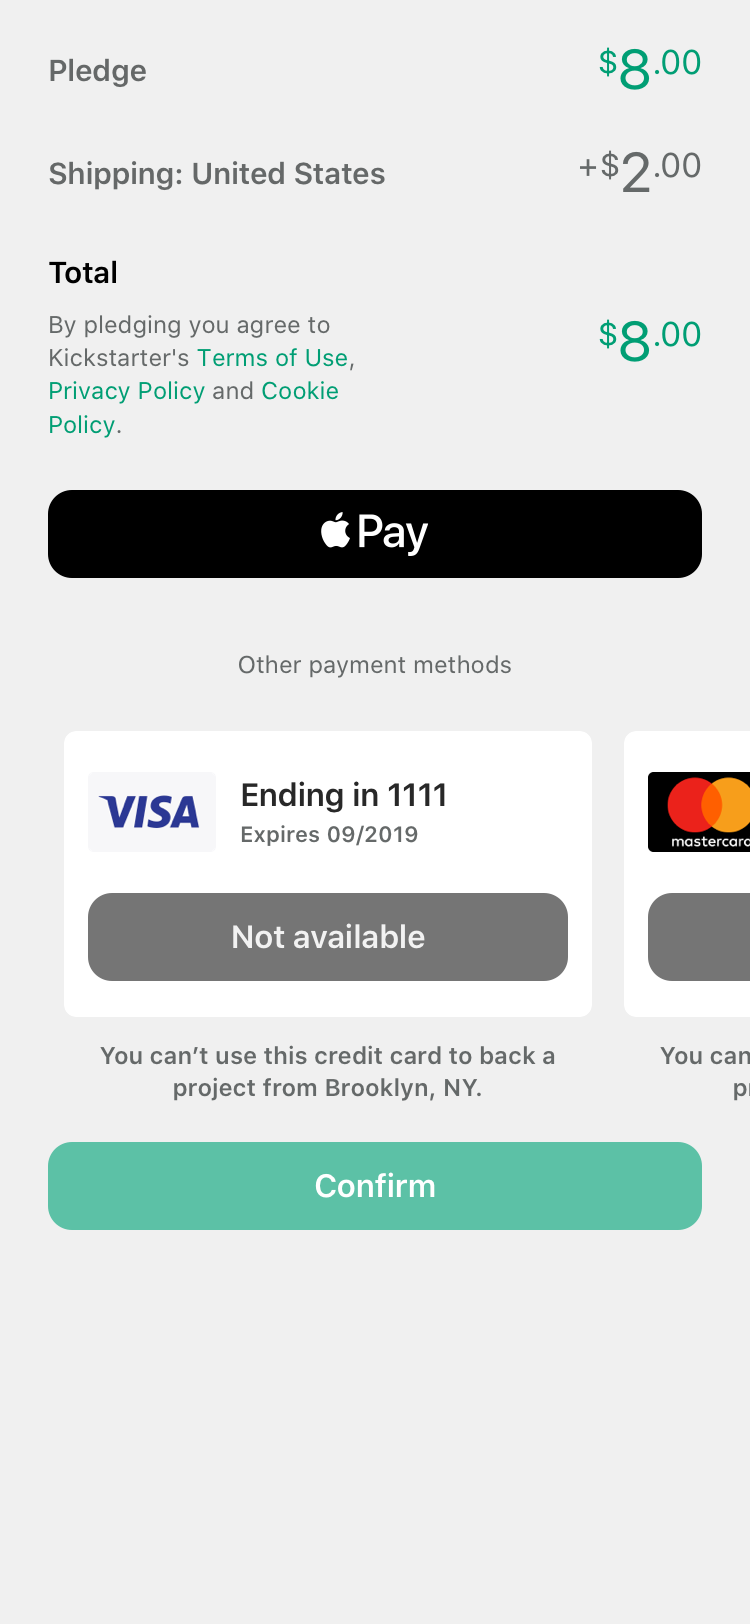 Pledge
$8.00
Shipping: United States
+$2.00
Total
By pledging you agree to
Kickstarter's Terms of Use,
Privacy Policy and Cookie
Policy.
$8.00
Pay
Other payment methods
VISA
Ending in 1111
Expires 09/2019
mastercard
Not available
You can’t use this credit card to back a
project from Brooklyn, NY.
You can
Confirm